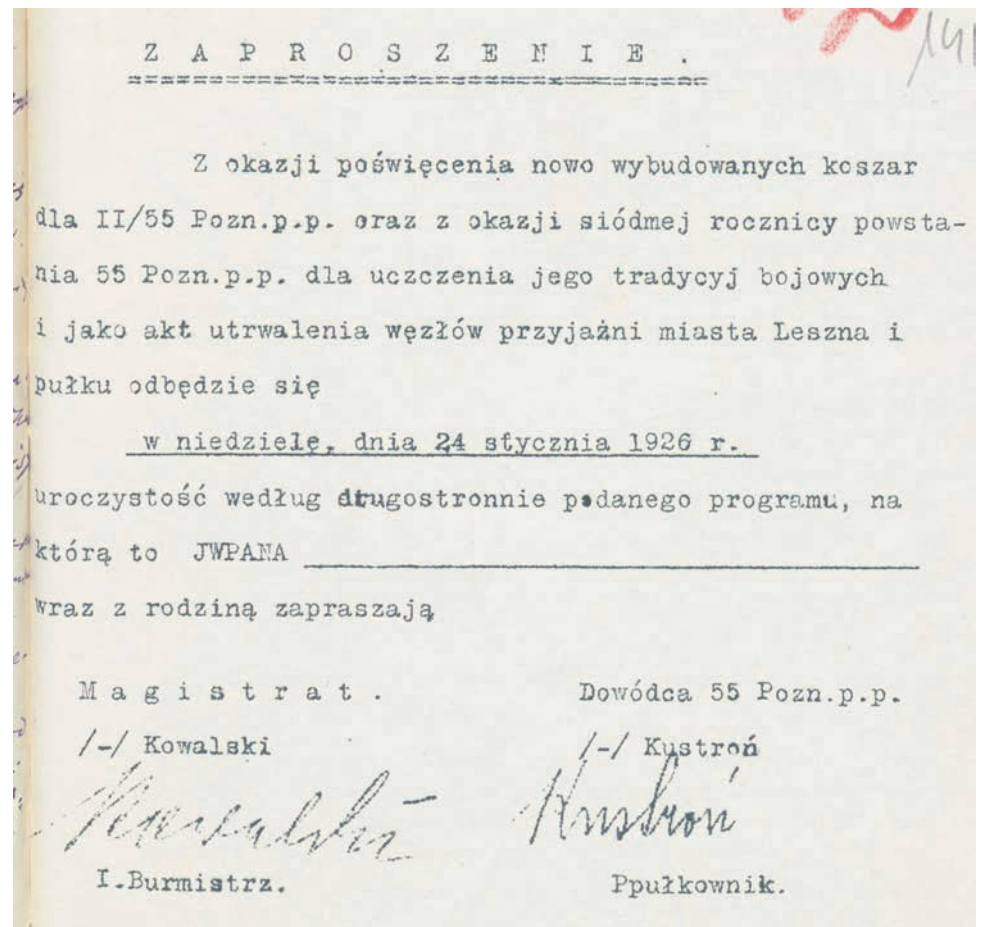 141
Z A P R O S Z E N I E .
Z okazji poświęcenia nowo wybudowanych koszar
dla II/55 Pozn.p.p. oraz z okazji siódmej rocznicy powsta-
nia 55 Pozn.p.p. dla uczczenia jego tradycyj bojowych
i jako akt utrwalenia węzłów przyjaźni miasta Leszna i
pułku odbędzie się
w niedzielę, dnia 24 stycznia 1926 r.
uroczystość według drugostronnie podanego programu, na
którą to JWPANA
wraz z rodziną zapraszają
M a g i s t r a t . Dowódca 55 Pozn.p.p.
/-/ Kowalski /-/ Kustroń
Kowalski Kustroń
I.Burmistrz. Ppułkownik.